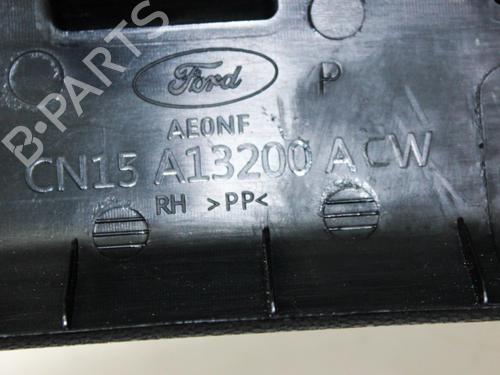 B-PARTS
Ford
P
AE0NF
CN15 A13200 ACW
RH >PP<